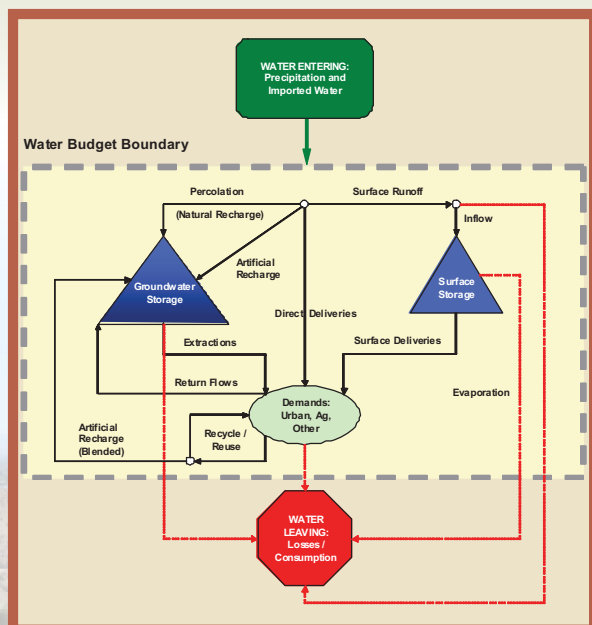 WATER ENTERING:
Precipitation and
Imported Water
Water Budget Boundary
Percolation
(Natural Recharge)
Surface Runoff
Inflow
Artificial
Recharge
Groundwater
Storage
Surface
Storage
Direct Deliveries
Extractions
Surface Deliveries
Return Flows
Evaporation
Demands:
Urban, Ag,
Other
Artificial
Recharge
(Blended)
Recycle /
Reuse
WATER
LEAVING:
Losses /
Consumption